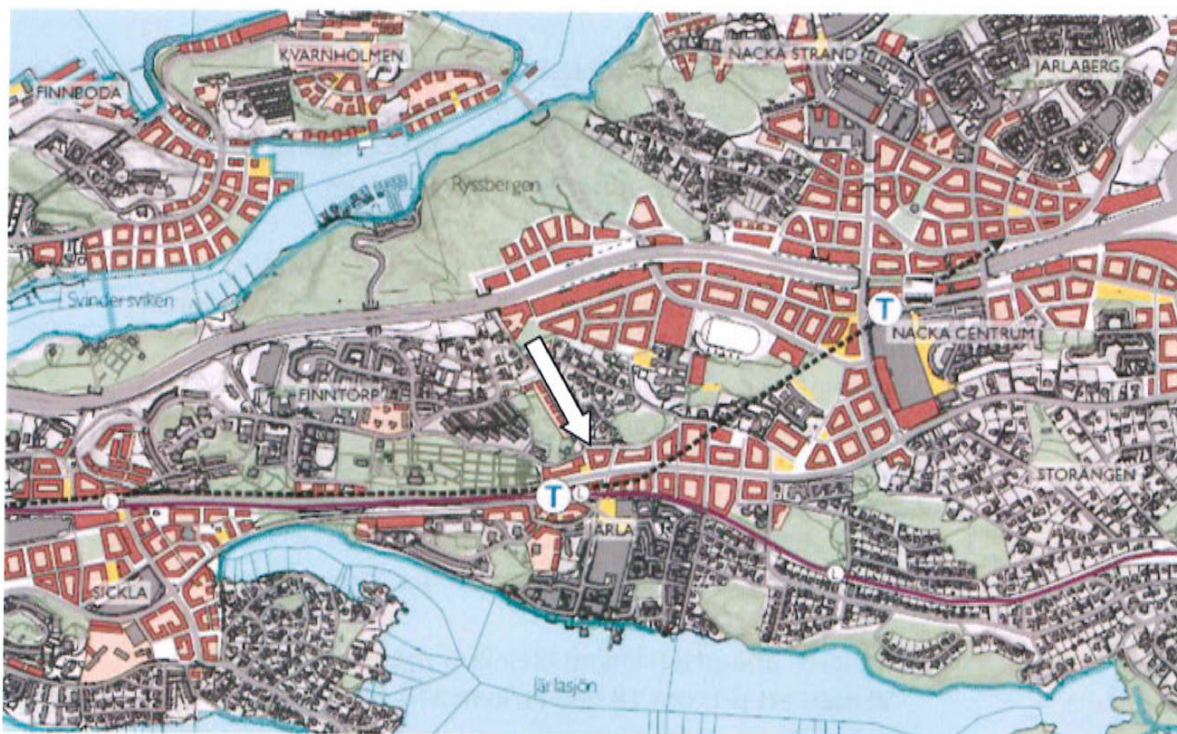 KVARNHOLMEN
NACKA STRAND
JARLABERG
FINNBODA
Ryssbergen
Svindersviken
T
NACKA CENTRUM
FINNTORP
STORÄNGEN
T
L
L
JÄRLA
L
SICKLA
Järlasjön